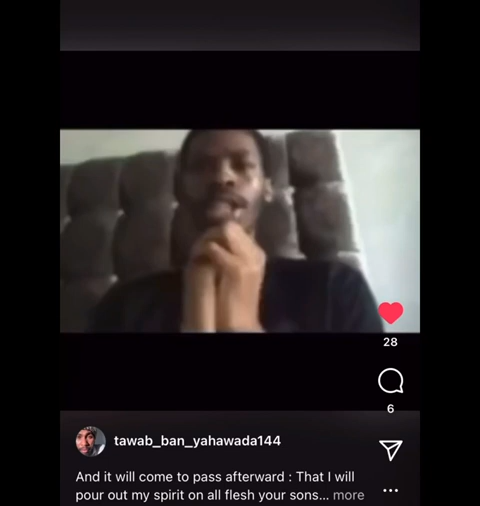 28
6
tawab_ban_yahawada144
And it will come to pass afterward : That I will
pour out my spirit on all flesh your sons... more